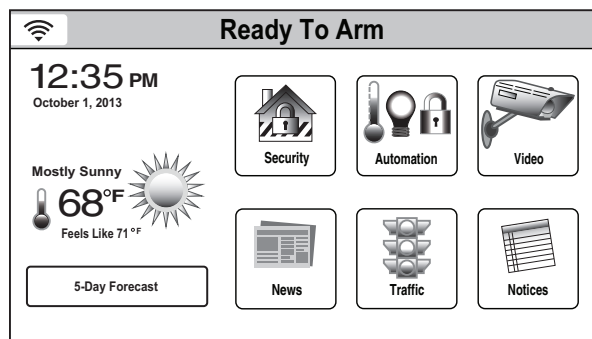 Ready To Arm
12:35 PM
October 1, 2013
Mostly Sunny
68°F
Feels Like 71°F
5-Day Forecast
Security
Automation
Video
News
Traffic
Notices